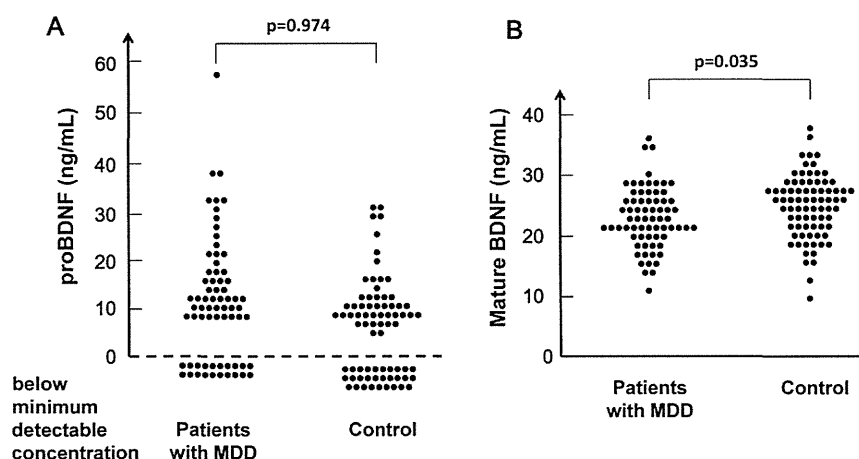 A
p=0.974
proBDNF (ng/mL)
60
50
40
30
20
10
0
below
minimum
detectable
concentration
Patients
with MDD
Control
B
p=0.035
Mature BDNF (ng/mL)
40
30
20
10
0
Patients
with MDD
Control